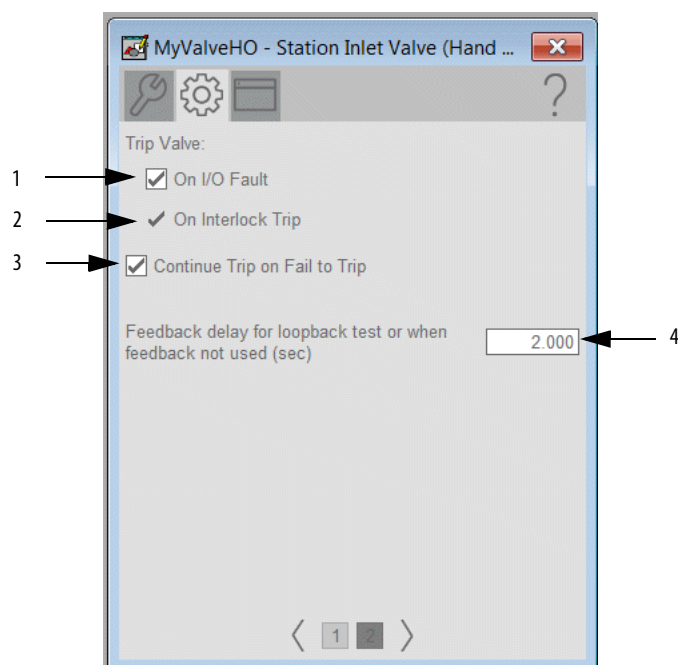 MyValveHO - Station Inlet Valve (Hand ...
?
Trip Valve:
1
On I/O Fault
2
On Interlock Trip
3
Continue Trip on Fail to Trip
Feedback delay for loopback test or when
feedback not used (sec)
2.000
4
1 2